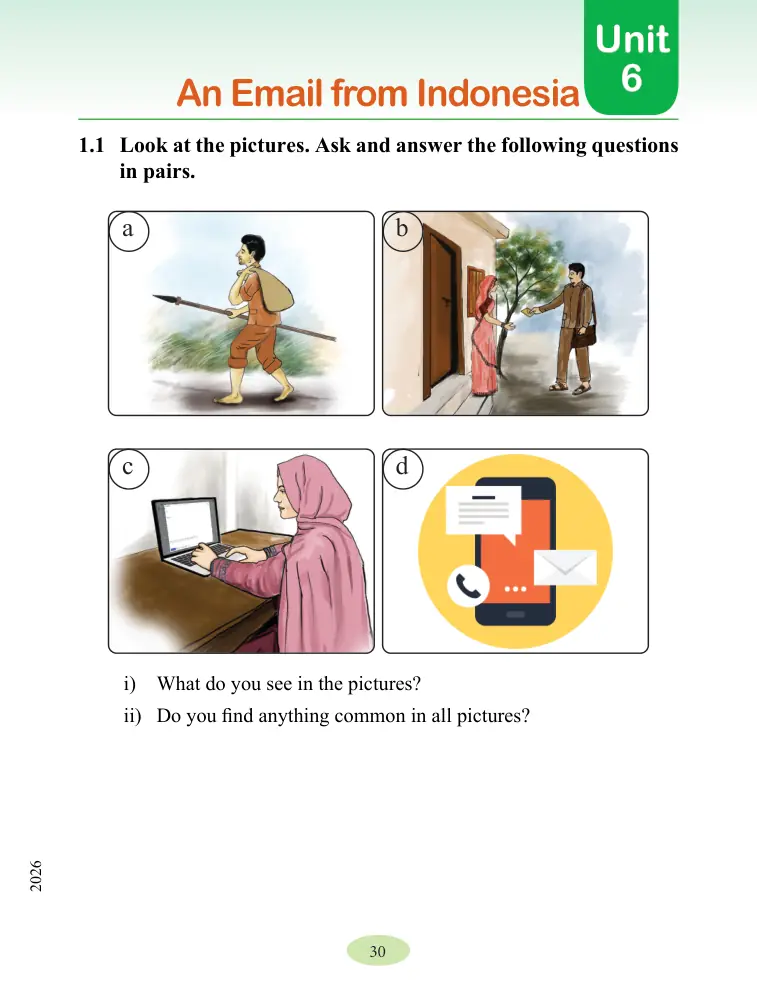 Unit
6
An Email from Indonesia
1.1 Look at the pictures. Ask and answer the following questions
in pairs.
a
b
c
d
i) What do you see in the pictures?
ii) Do you find anything common in all pictures?
2026
30